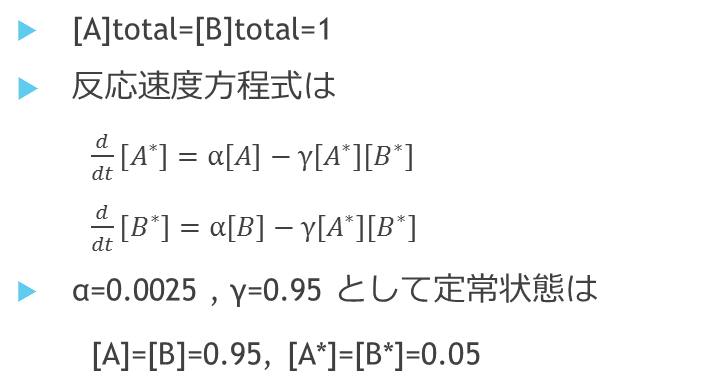 [A]total=[B]total=1
反応速度方程式は
d/dt [A*] = α[A] − γ[A*][B*]
d/dt [B*] = α[B] − γ[A*][B*]
α=0.0025 , γ=0.95 として定常状態は
[A]=[B]=0.95, [A*]=[B*]=0.05